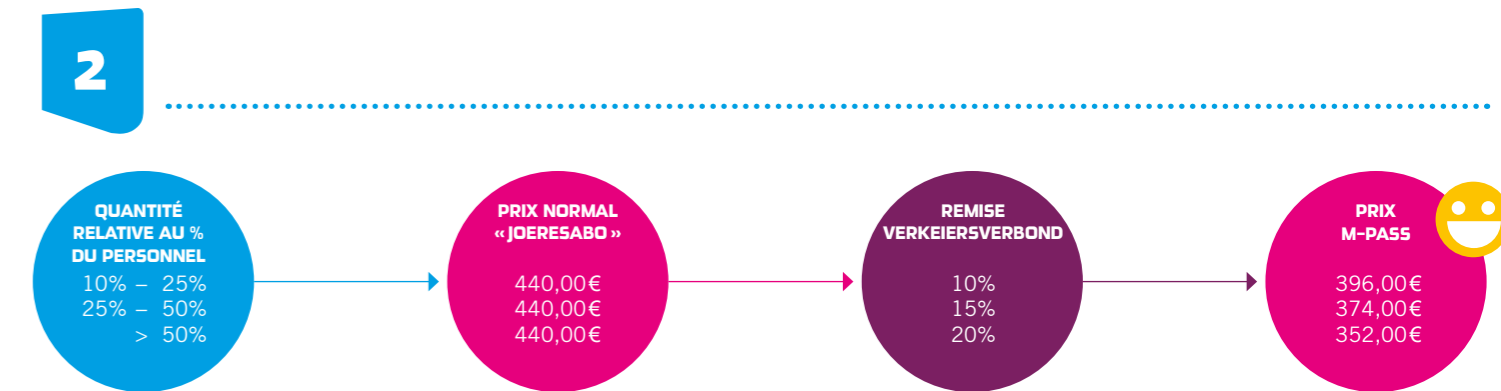 2
QUANTITÉ
RELATIVE AU %
DU PERSONNEL
10% – 25%
25% – 50%
> 50%
PRIX NORMAL
‹‹ JOERESABO ››
440,00€
440,00€
440,00€
REMISE
VERKEIERSVERBOND
10%
15%
20%
PRIX
M-PASS
396,00€
374,00€
352,00€